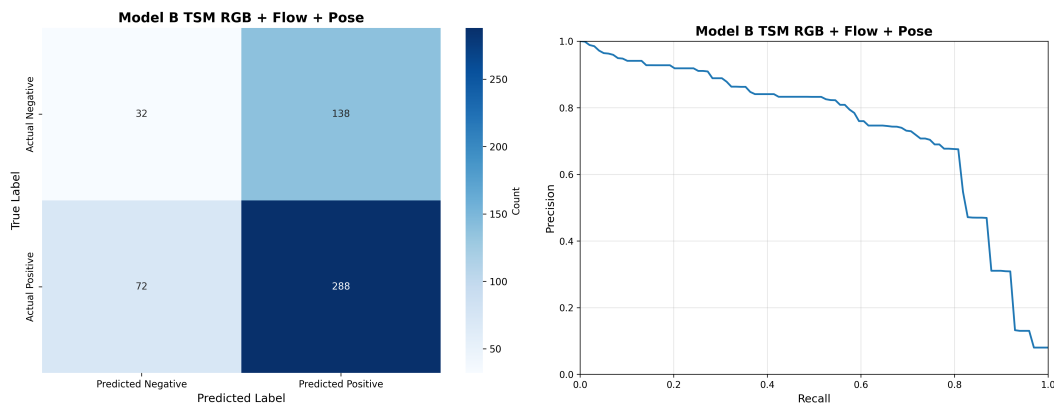 Model B TSM RGB + Flow + Pose
True Label
Actual Negative
Actual Positive
32
138
72
288
Predicted Negative
Predicted Positive
Predicted Label
250
200
150
100
50
Count
Model B TSM RGB + Flow + Pose
Precision
1.0
0.8
0.6
0.4
0.2
0.0
0.0
0.2
0.4
0.6
0.8
1.0
Recall